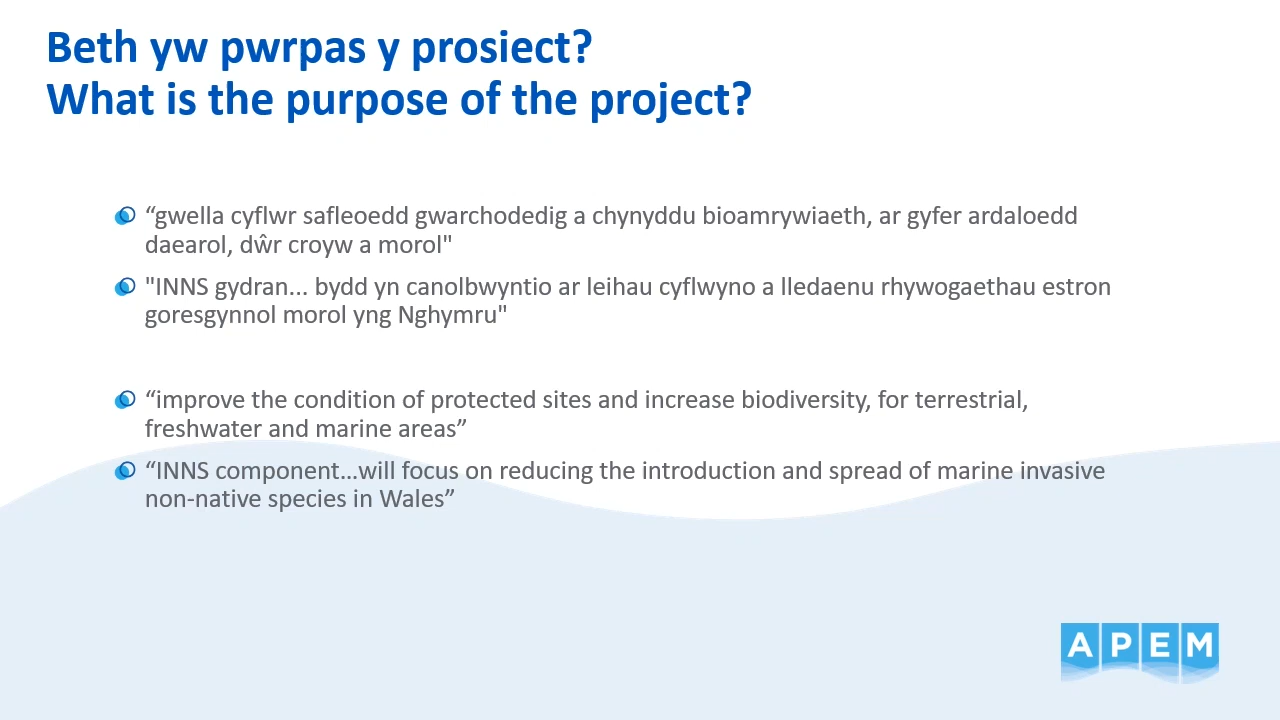 Beth yw pwrpas y prosiect?
What is the purpose of the project?
“gwella cyflwr safleoedd gwarchodedig a chynyddu bioamrywiaeth, ar gyfer ardaloedd
daearol, dŵr croyw a morol"
"INNS gydran... bydd yn canolbwyntio ar leihau cyflwyno a lledaenu rhywogaethau estron
goresgynnol morol yng Nghymru"
“improve the condition of protected sites and increase biodiversity, for terrestrial,
freshwater and marine areas”
“INNS component…will focus on reducing the introduction and spread of marine invasive
non-native species in Wales”
APEM